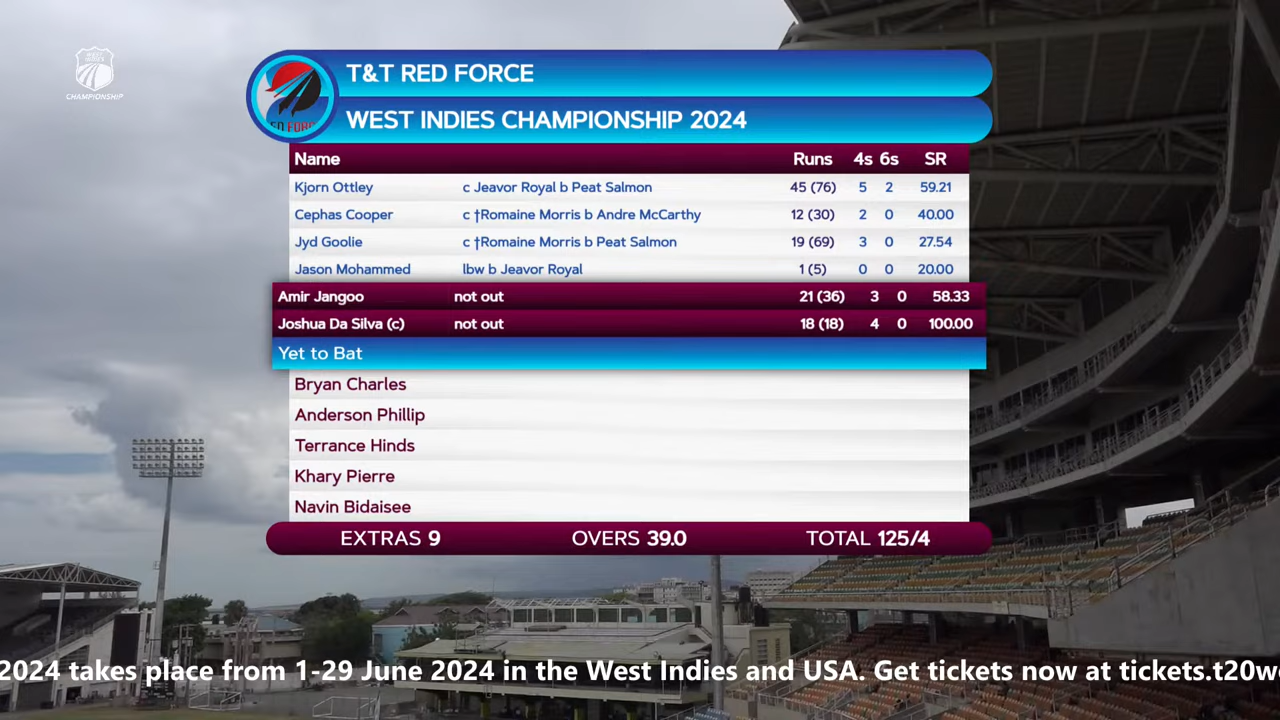 WEST INDIES
CHAMPIONSHIP
T&T RED FORCE
WEST INDIES CHAMPIONSHIP 2024
Name Runs 4s 6s SR
Kjorn Ottley c Jeavor Royal b Peat Salmon 45 (76) 5 2 59.21
Cephas Cooper c †Romaine Morris b Andre McCarthy 12 (30) 2 0 40.00
Jyd Goolie c †Romaine Morris b Peat Salmon 19 (69) 3 0 27.54
Jason Mohammed lbw b Jeavor Royal 1 (5) 0 0 20.00
Amir Jangoo not out 21 (36) 3 0 58.33
Joshua Da Silva (c) not out 18 (18) 4 0 100.00
Yet to Bat
Bryan Charles
Anderson Phillip
Terrance Hinds
Khary Pierre
Navin Bidaisee
EXTRAS 9 OVERS 39.0 TOTAL 125/4
2024 takes place from 1-29 June 2024 in the West Indies and USA. Get tickets now at tickets.t20w